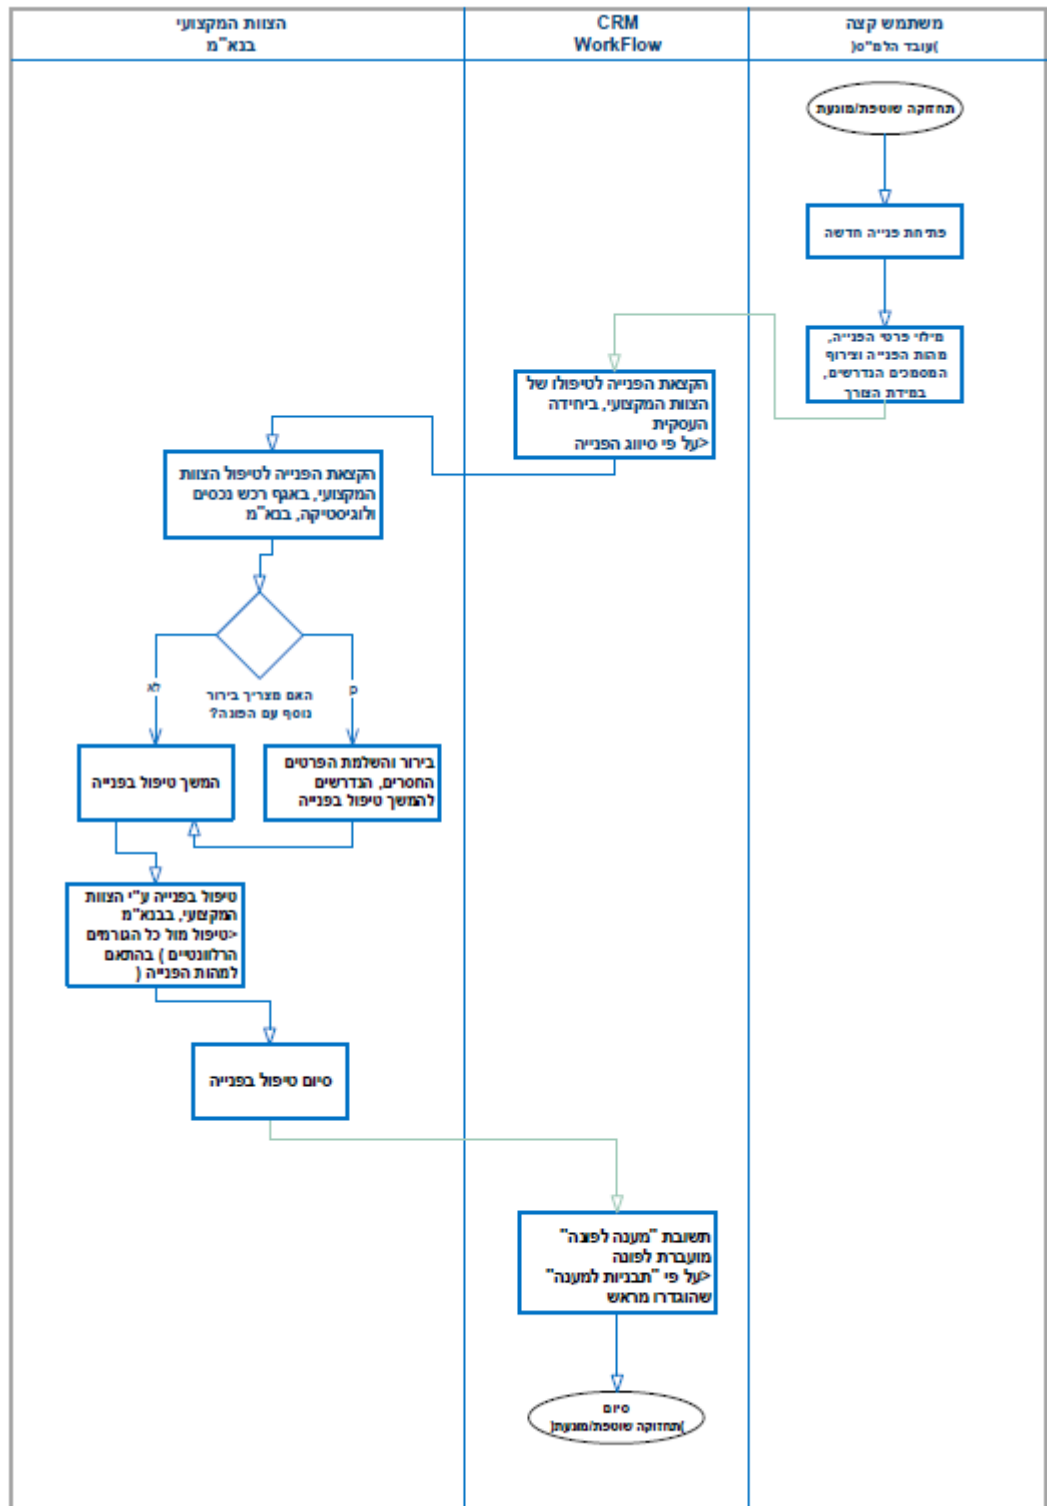 משתמש קצה
)עובד הלמ"ס(
CRM
WorkFlow
הצוות המקצועי
בנא"מ
תחזוקה שוטפת/מונעת
פתיחת פנייה חדשה
מילוי פרטי הפנייה,
מהות הפנייה וצירוף
המסמכים הנדרשים,
במידת הצורך
הקצאת הפנייה לטיפולו של
הצוות המקצועי, ביחידה
העסקית
>על פי סיווג הפנייה
הקצאת הפנייה לטיפול הצוות
המקצועי, באגף רכש נכסים
ולוגיסטיקה, בנא"מ
האם מצריך בירור
נוסף עם הפונה?
כן
לא
בירור והשלמת הפרטים
החסרים, הנדרשים
להמשך טיפול בפנייה
המשך טיפול בפנייה
טיפול בפנייה ע"י הצוות
המקצועי, בבנא"מ
>טיפול מול כל הגורמים
הרלוונטיים ) בהתאם
למהות הפנייה (
סיום טיפול בפנייה
תשובת "מענה לפונה"
מועברת לפונה
>על פי "תבניות למענה"
שהוגדרו מראש
סיום
)תחזוקה שוטפת/מונעת(